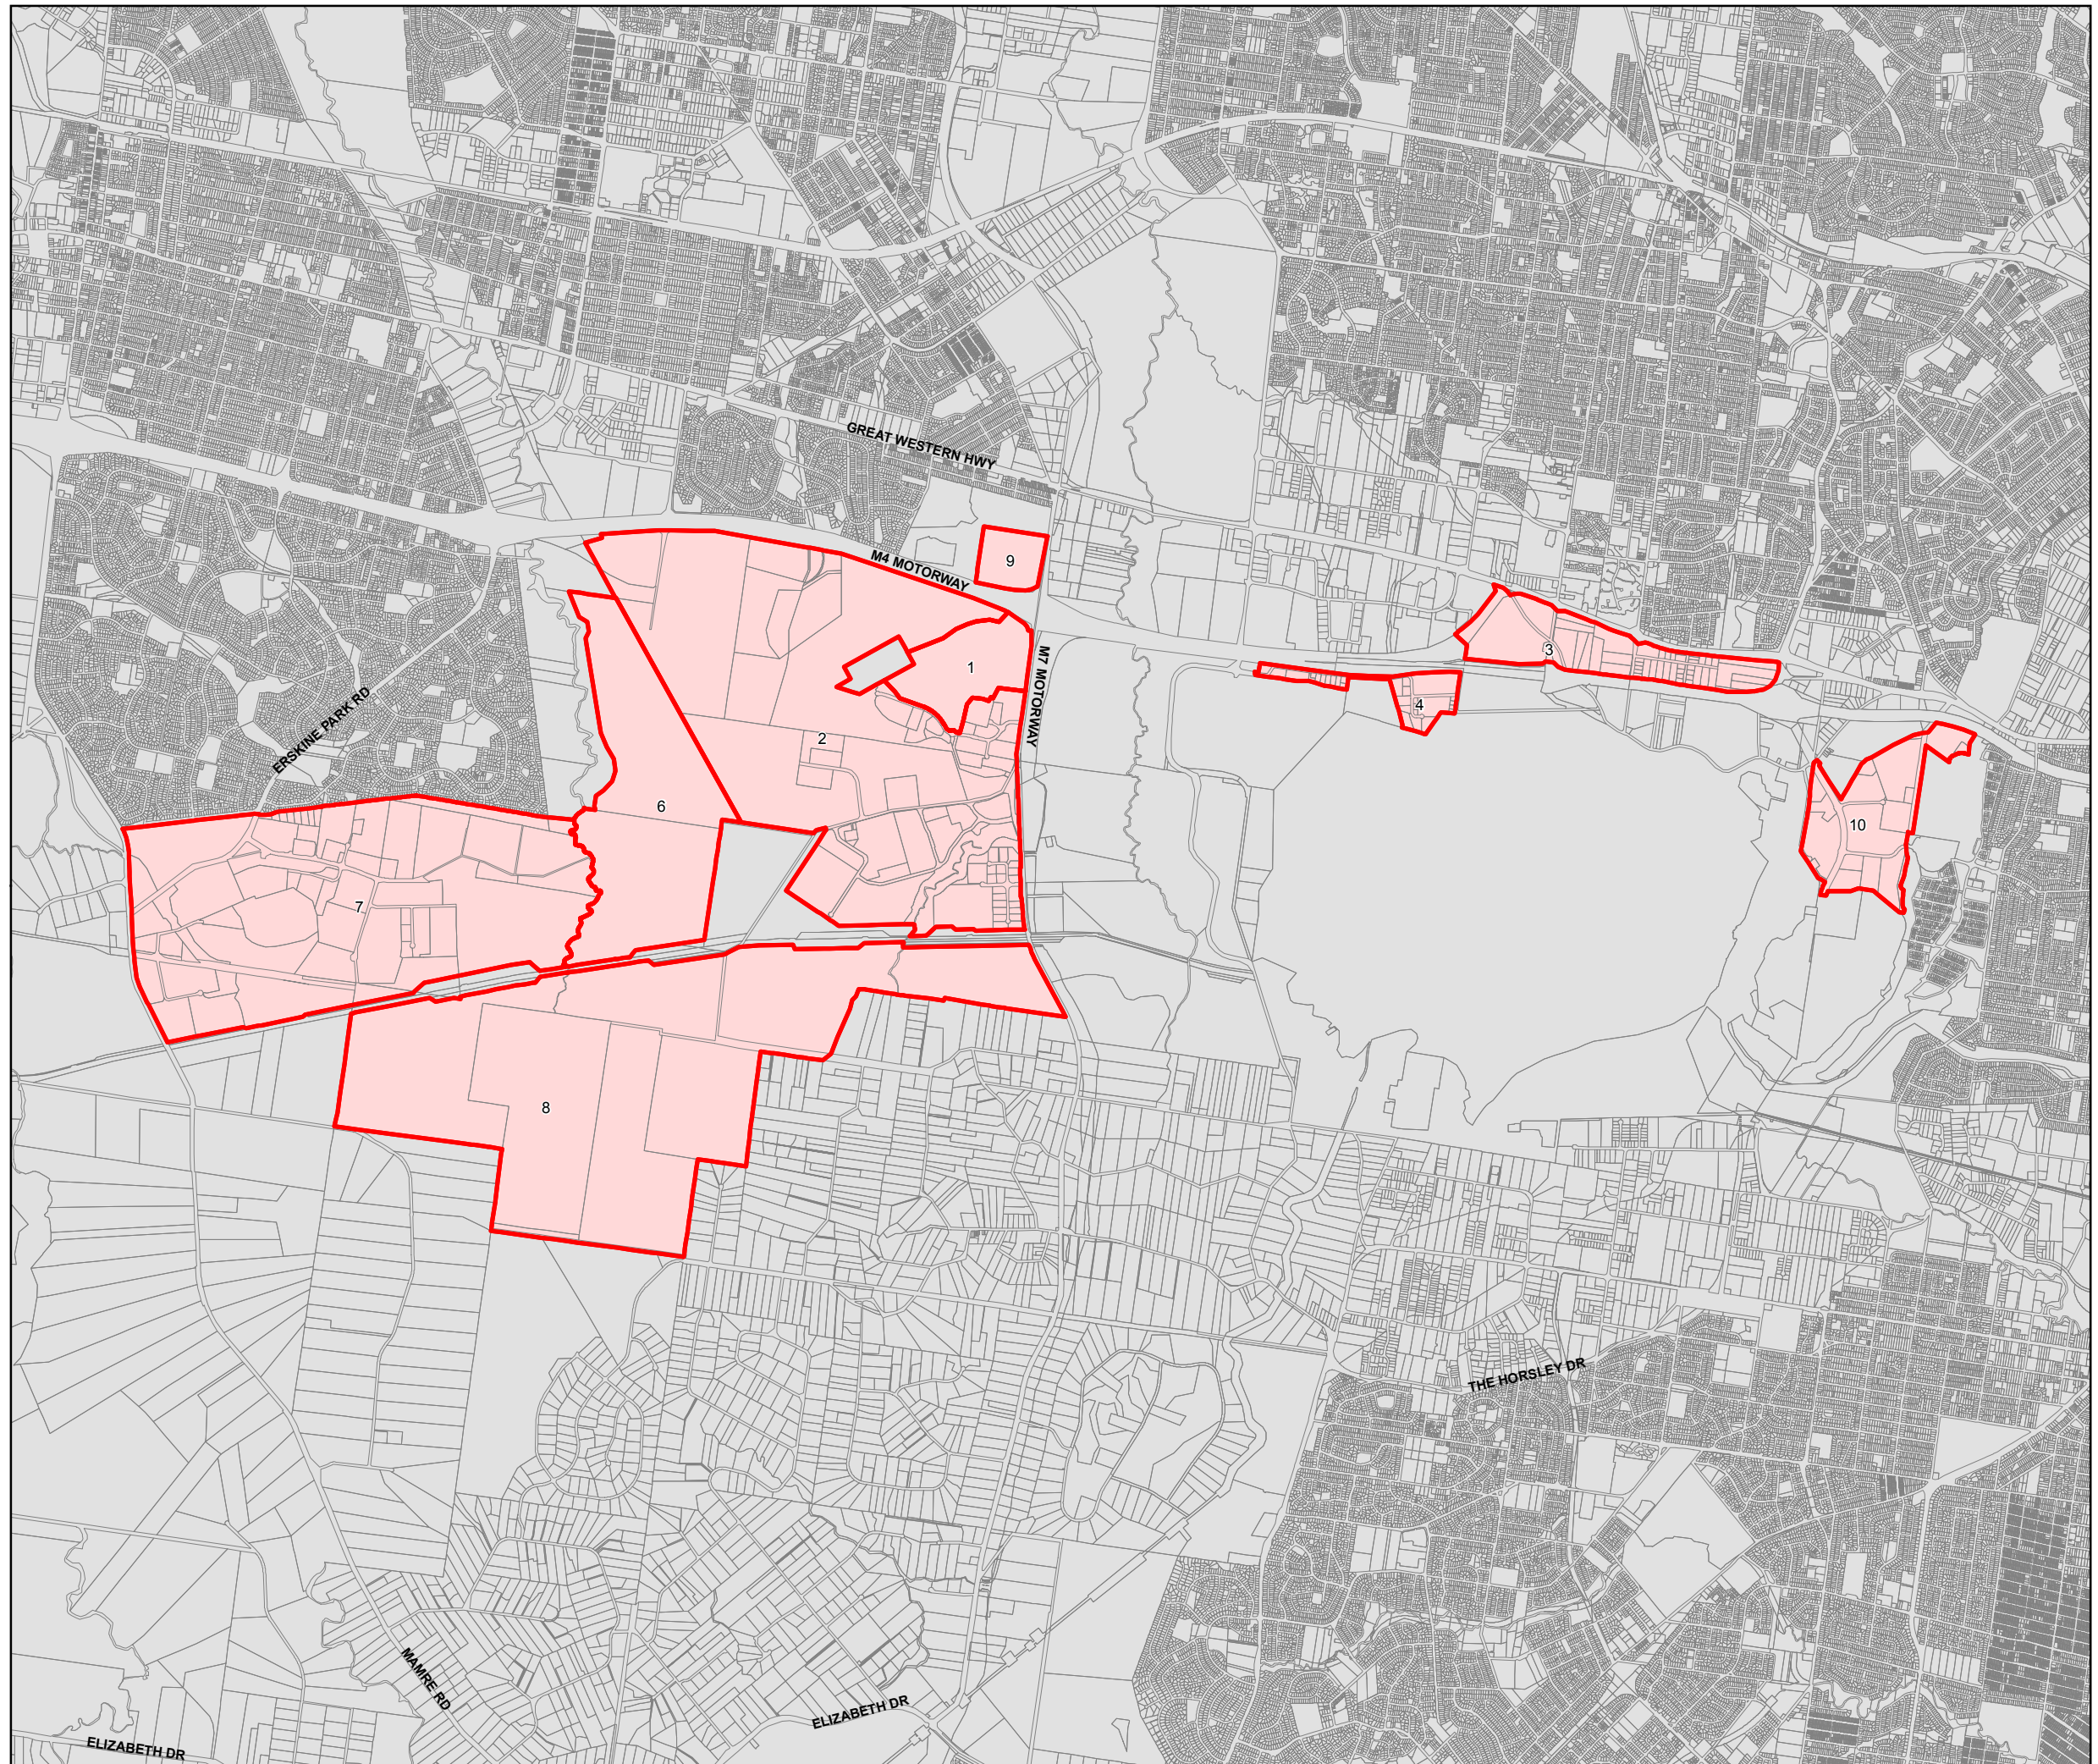 GREAT WESTERN HWY
M4 MOTORWAY
9
M7 MOTORWAY
1
3
4
ERSKINE PARK RD
2
6
10
7
8
THE HORSLEY DR
MAMRE RD
ELIZABETH DR
ELIZABETH DR